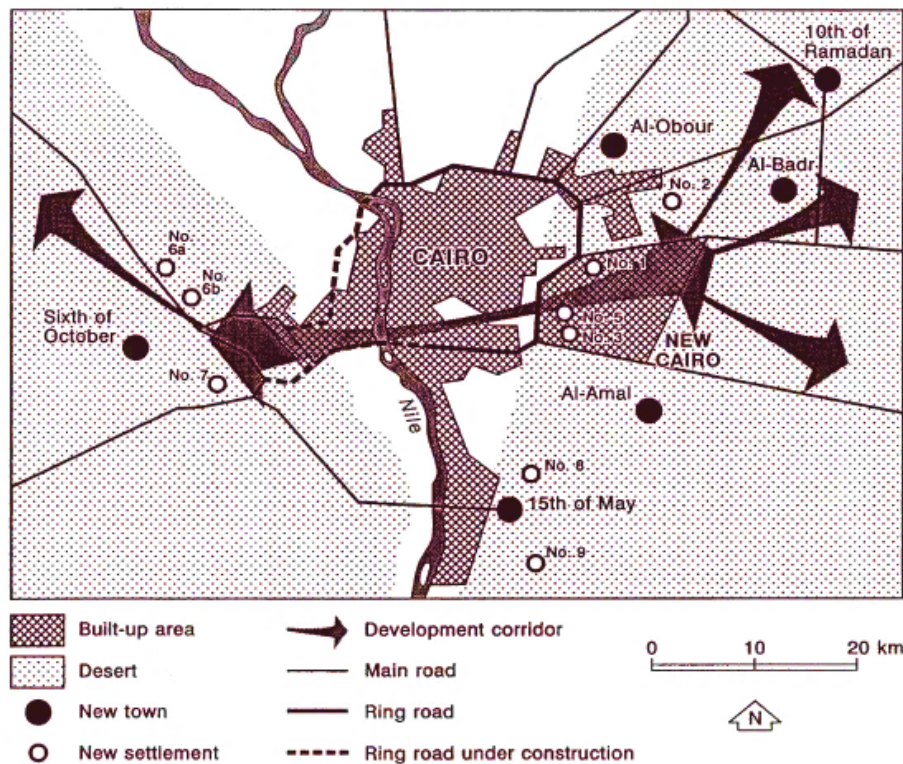 10th of
Ramadan
Al-Obour
Al-Badr
No. 2
No.
6a
No.
6b
CAIRO
No. 1
Sixth of
October
No. 5
No. 3
NEW
CAIRO
No. 7
Al-Amal
Nile
No. 8
15th of May
No. 9
Built-up area
Development corridor
0 10 20 km
Desert
Main road
New town
Ring road
N
New settlement
Ring road under construction